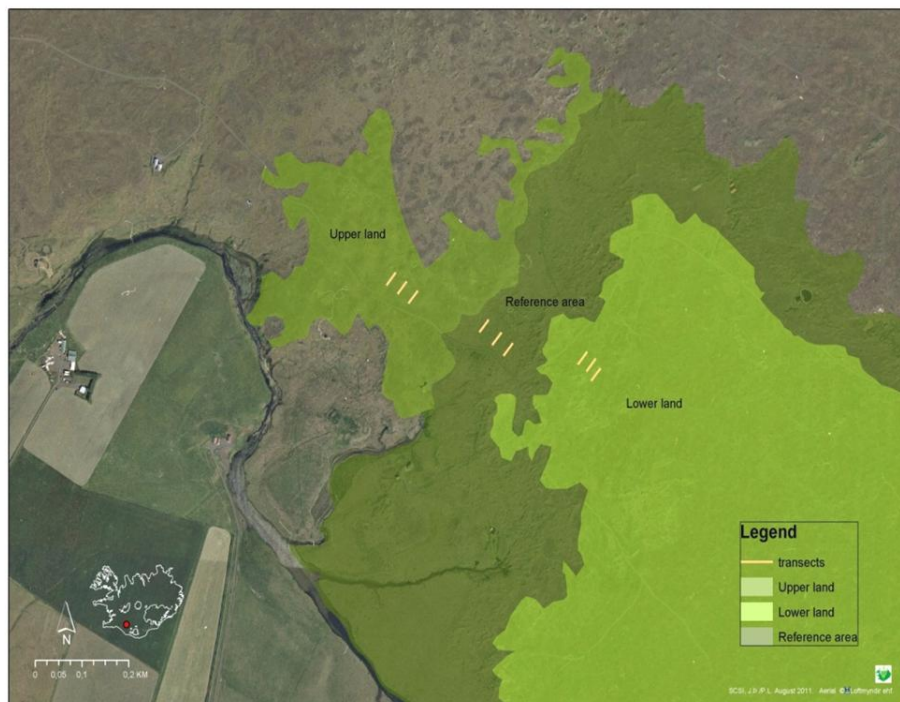 Upper land
Reference area
Lower land
Legend
transects
Upper land
Lower land
Reference area
N
0 0,05 0,1 0,2 KM
SCSI, J.Ii /P.L. August 2011. Aerial © Loftmyndir ehf